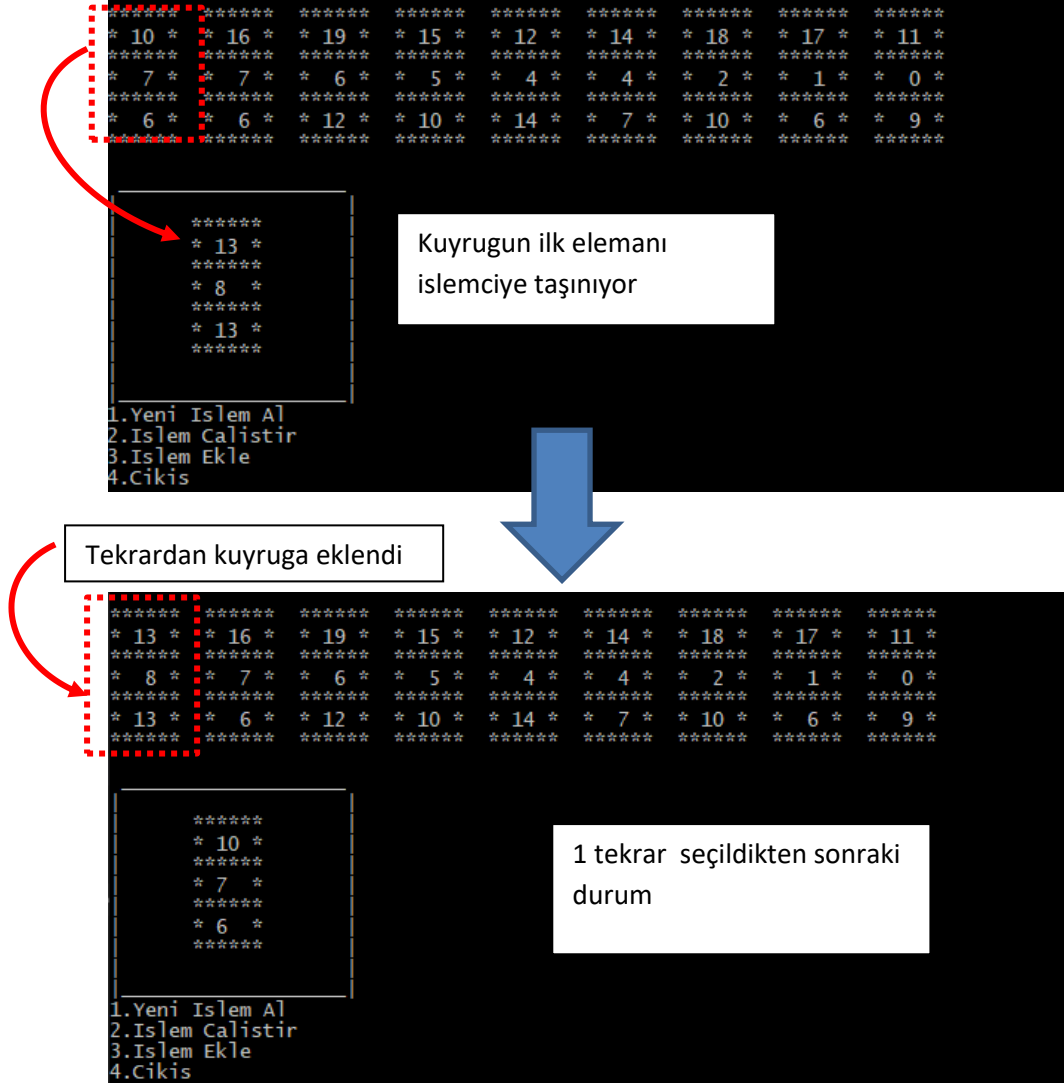 ****** ****** ****** ****** ****** ****** ****** ****** ******
* 10 * * 16 * * 19 * * 15 * * 12 * * 14 * * 18 * * 17 * * 11 *
****** ****** ****** ****** ****** ****** ****** ****** ******
* 7 * * 7 * * 6 * * 5 * * 4 * * 4 * * 2 * * 1 * * 0 *
****** ****** ****** ****** ****** ****** ****** ****** ******
* 6 * * 6 * * 12 * * 10 * * 14 * * 7 * * 10 * * 6 * * 9 *
****** ****** ****** ****** ****** ****** ****** ****** ******
******
* 13 *
******
* 8 *
******
* 13 *
******
Kuyrugun ilk elemanı
islemciye taşınıyor
1.Yeni Islem Al
2.Islem Calistir
3.Islem Ekle
4.Cikis
Tekrardan kuyruga eklendi
****** ****** ****** ****** ****** ****** ****** ****** ******
* 13 * * 16 * * 19 * * 15 * * 12 * * 14 * * 18 * * 17 * * 11 *
****** ****** ****** ****** ****** ****** ****** ****** ******
* 8 * * 7 * * 6 * * 5 * * 4 * * 4 * * 2 * * 1 * * 0 *
****** ****** ****** ****** ****** ****** ****** ****** ******
* 13 * * 6 * * 12 * * 10 * * 14 * * 7 * * 10 * * 6 * * 9 *
****** ****** ****** ****** ****** ****** ****** ****** ******
******
* 10 *
******
* 7 *
******
* 6 *
******
1 tekrar seçildikten sonraki
durum
1.Yeni Islem Al
2.Islem Calistir
3.Islem Ekle
4.Cikis